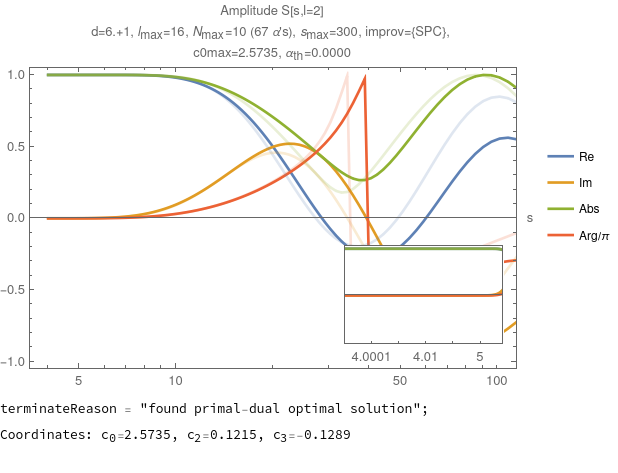 Amplitude S[s,l=2]
d=6.+1, lmax=16, Nmax=10 (67 α's), smax=300, improv={SPC},
c0max=2.5735, αth=0.0000
1.0
0.5
0.0
−0.5
−1.0
5
10
50
100
s
4.0001
4.01
5
Re
Im
Abs
Arg/π
terminateReason = "found primal-dual optimal solution";
Coordinates: c0=2.5735, c2=0.1215, c3=-0.1289